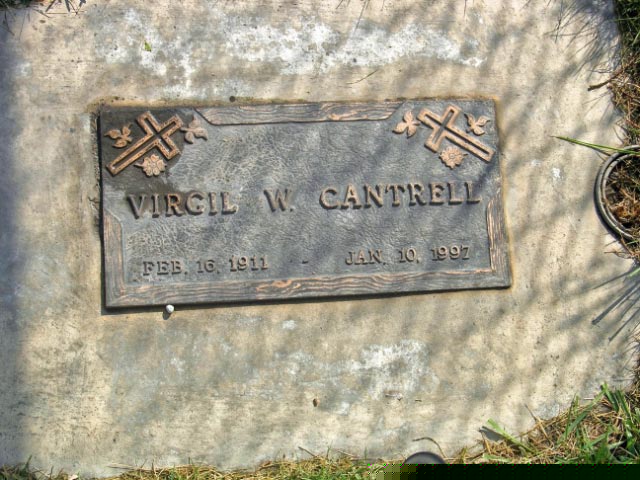 VIRGIL W. CANTRELL
FEB. 16, 1911 - JAN. 10, 1997